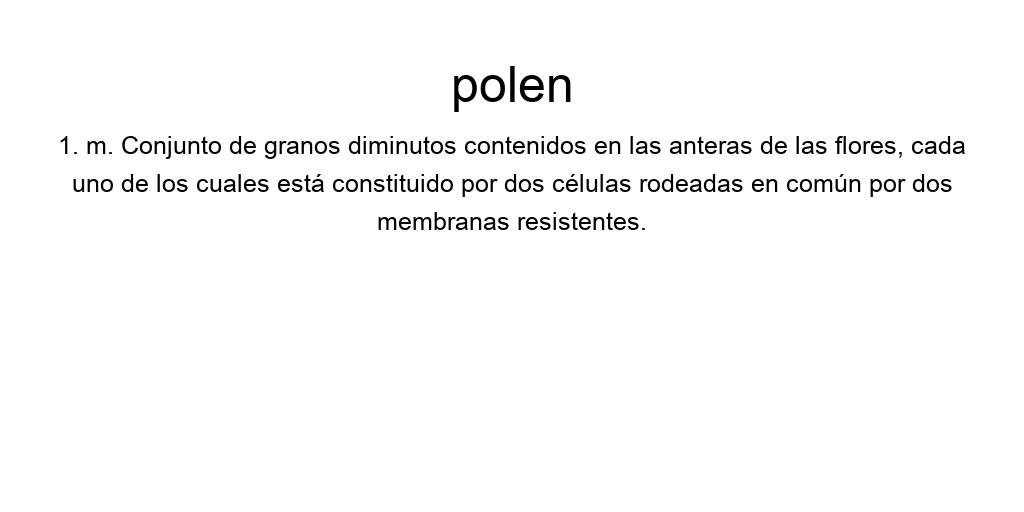 polen
1. m. Conjunto de granos diminutos contenidos en las anteras de las flores, cada
uno de los cuales está constituido por dos células rodeadas en común por dos
membranas resistentes.